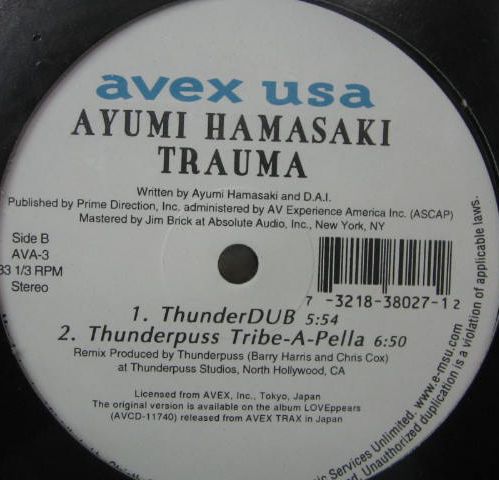 avex usa
AYUMI HAMASAKI
TRAUMA
Written by Ayumi Hamasaki and D.A.I.
Published by Prime Direction, Inc. administered by AV Experience America Inc. (ASCAP)
Mastered by Jim Brick at Absolute Audio, Inc., New York, NY
Side B
AVA-3
33 1/3 RPM
Stereo
7 -3218-38027-1 2
1. ThunderDUB 5:54
2. Thunderpuss Tribe-A-Pella 6:50
Remix Produced by Thunderpuss (Barry Harris and Chris Cox)
at Thunderpuss Studios, North Hollywood, CA
Licensed from AVEX, Inc., Tokyo, Japan
The original version is available on the album LOVEppears
(AVCD-11740) released from AVEX TRAX in Japan
Services Unlimited. www.e-msu.com
Unauthorized duplication is a violation of applicable laws.